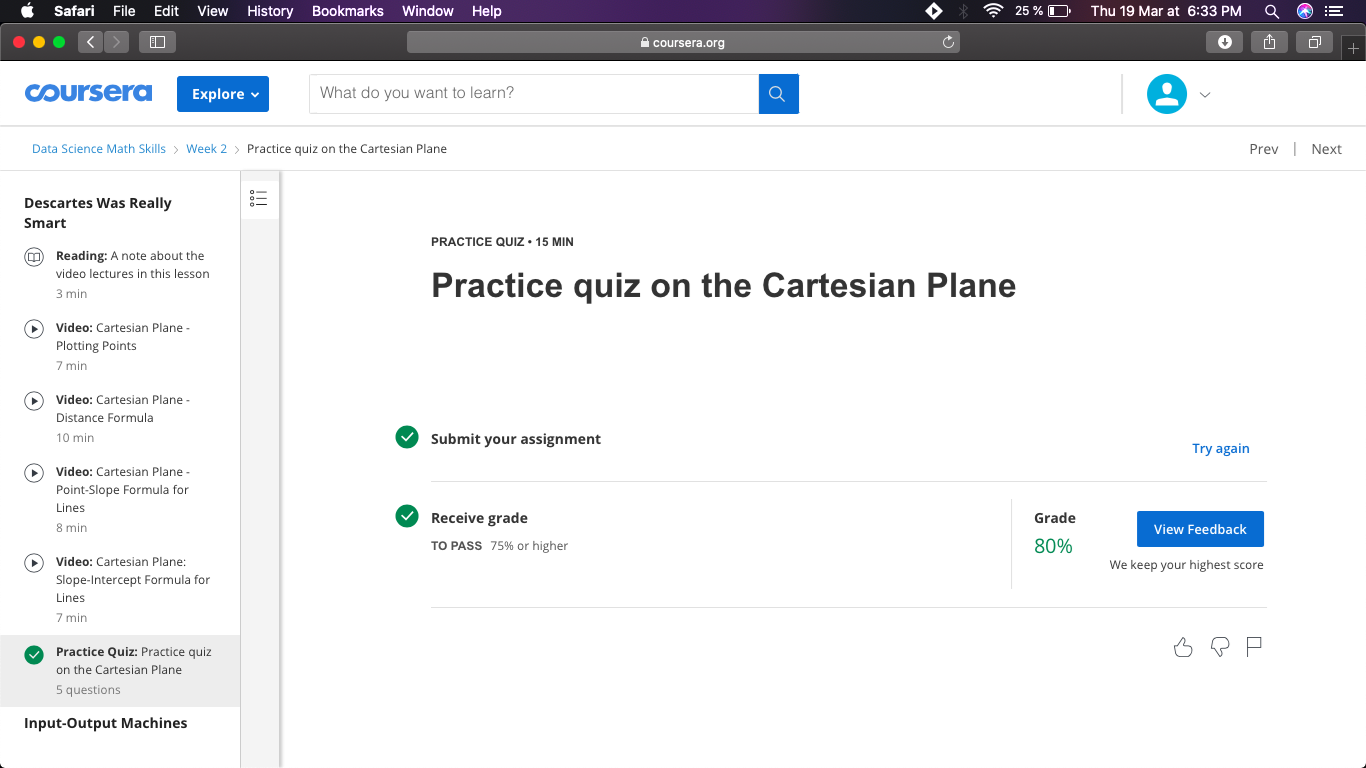 Safari File Edit View History Bookmarks Window Help 25 % Thu 19 Mar at 6:33 PM
coursera.org
coursera Explore What do you want to learn?
Data Science Math Skills Week 2 Practice quiz on the Cartesian Plane Prev | Next
Descartes Was Really
Smart
Reading: A note about the
video lectures in this lesson
3 min
Video: Cartesian Plane -
Plotting Points
7 min
Video: Cartesian Plane -
Distance Formula
10 min
Video: Cartesian Plane -
Point-Slope Formula for
Lines
8 min
Video: Cartesian Plane:
Slope-Intercept Formula for
Lines
7 min
Practice Quiz: Practice quiz
on the Cartesian Plane
5 questions
Input-Output Machines
PRACTICE QUIZ • 15 MIN
Practice quiz on the Cartesian Plane
Submit your assignment
Try again
Receive grade
TO PASS 75% or higher
Grade
80%
View Feedback
We keep your highest score